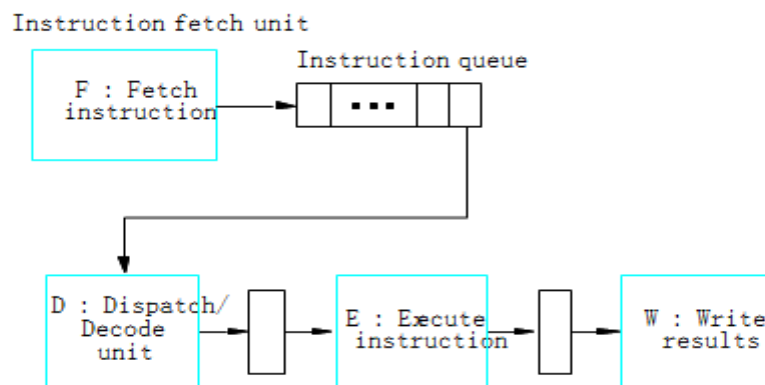 Instruction fetch unit
F : Fetch
instruction
Instruction queue
D : Dispatch/
Decode
unit
E : Execute
instruction
W : Write
results